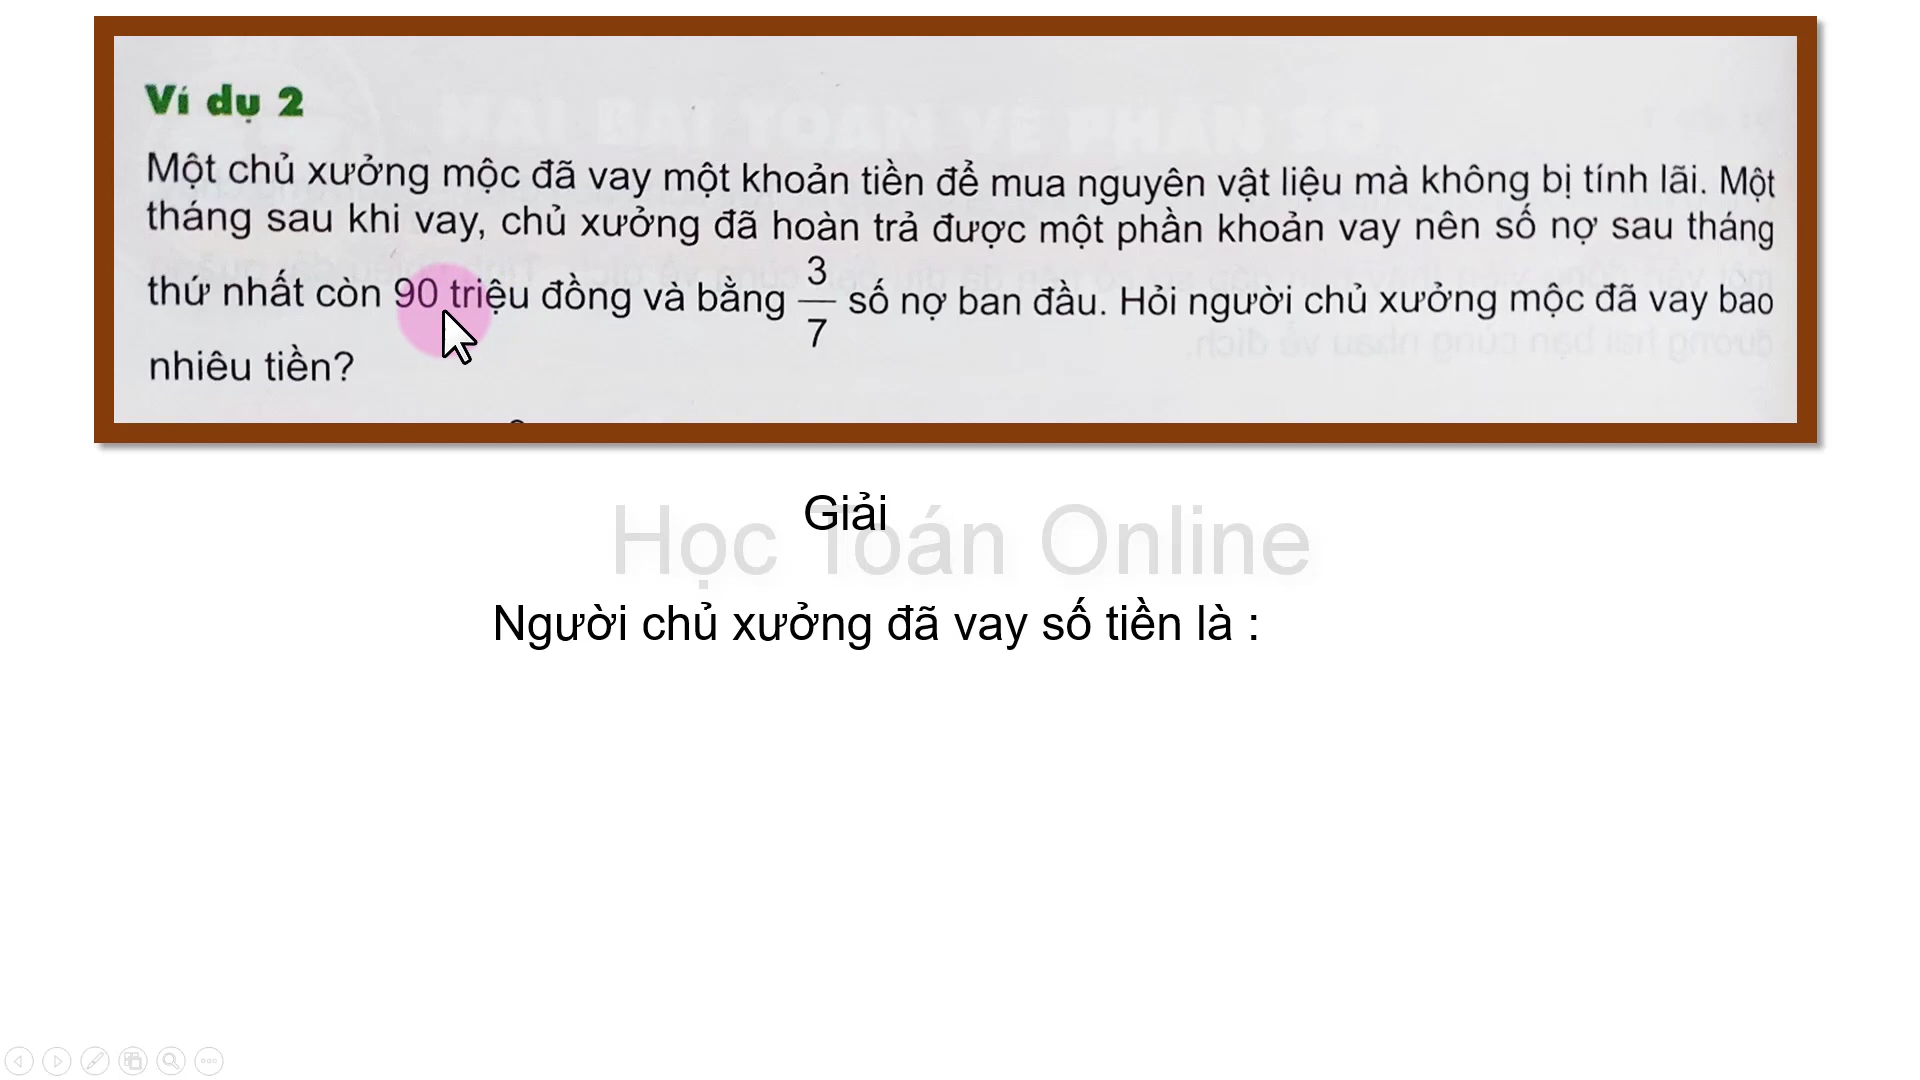 Ví dụ 2
Một chủ xưởng mộc đã vay một khoản tiền để mua nguyên vật liệu mà không bị tính lãi. Một
tháng sau khi vay, chủ xưởng đã hoàn trả được một phần khoản vay nên số nợ sau tháng
thứ nhất còn 90 triệu đồng và bằng 3/7 số nợ ban đầu. Hỏi người chủ xưởng mộc đã vay bao
nhiêu tiền?
Giải
Học Toán Online
Người chủ xưởng đã vay số tiền là :